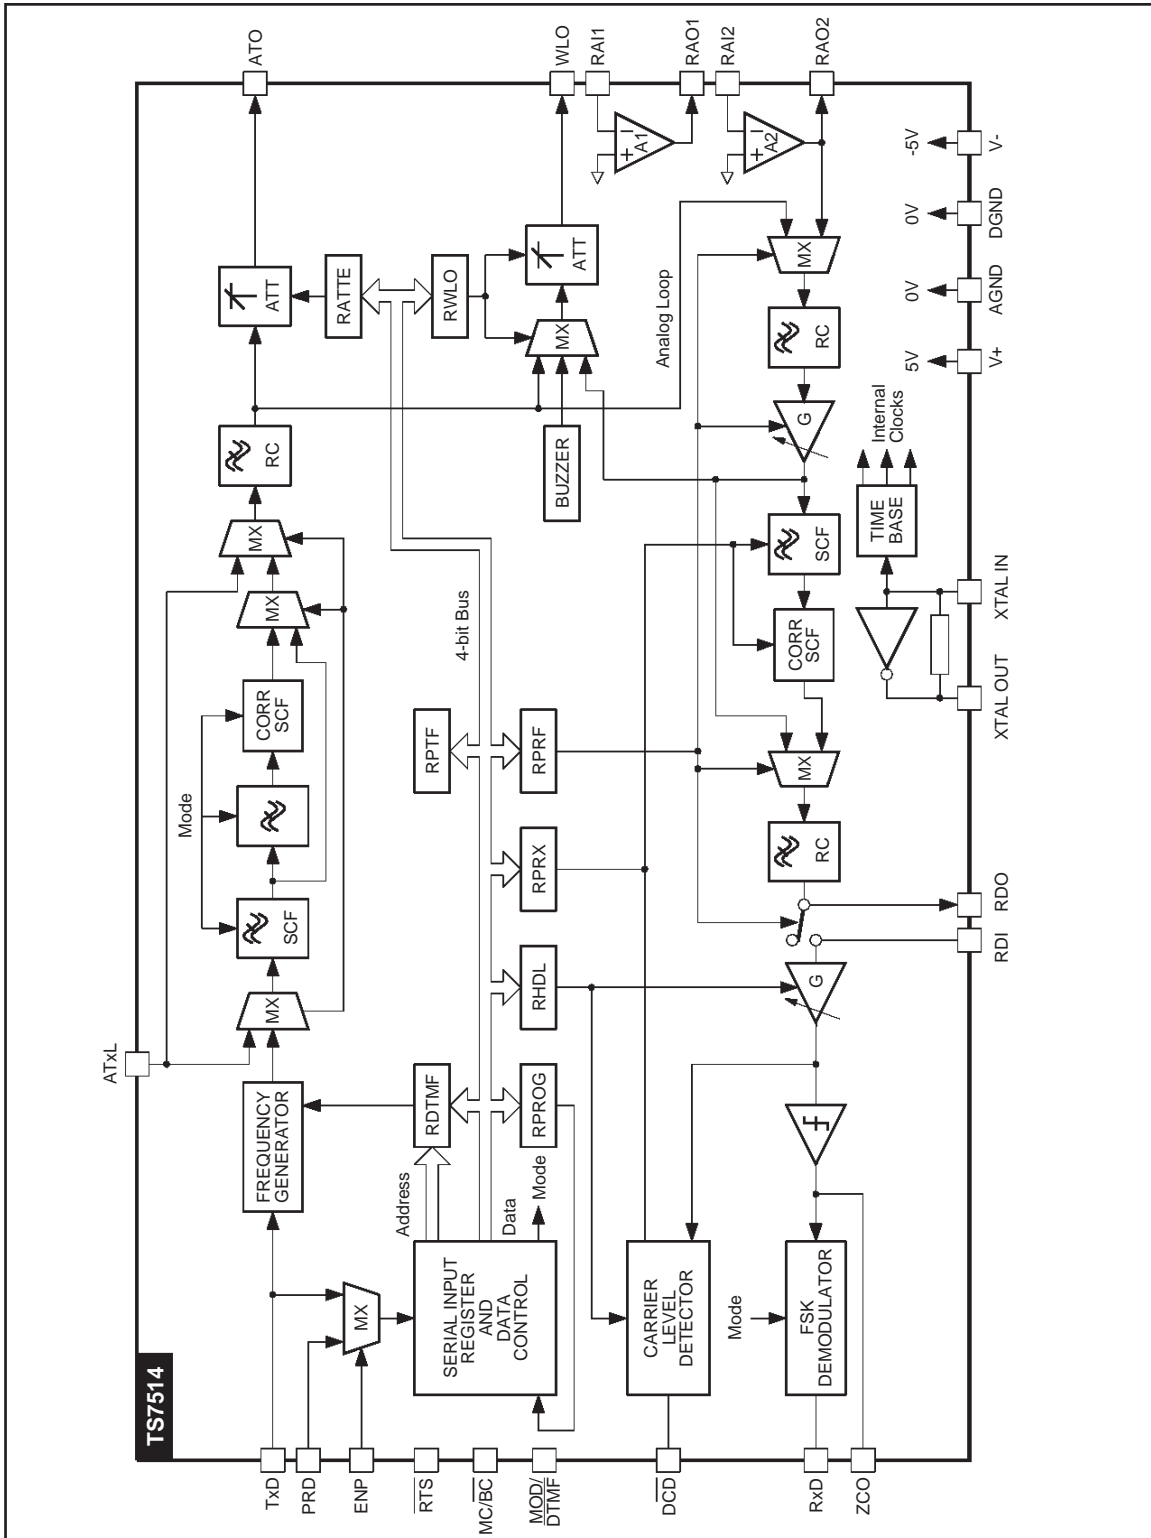 TS7514
ATxL
TxD
PRD
ENP
RTS
MC/BC
MOD/
DTMF
DCD
RxD
ZCO
ATO
WLO
RAI1
RAO1
RAI2
RAO2
V-
DGND
AGND
V+
XTAL IN
XTAL OUT
RDO
RDI
-5V
0V
0V
5V
FREQUENCY
GENERATOR
MX
SCF
Mode
CORR
SCF
MX
MX
RC
ATT
MX
SERIAL INPUT
REGISTER
AND
DATA
CONTROL
Address
Data
Mode
RDTMF
RPROG
RHDL
RPRX
RPTF
RPRF
4-bit Bus
RATTE
RWLO
BUZZER
MX
ATT
Analog Loop
− + A1
− + A2
MX
RC
G
SCF
CORR
SCF
MX
RC
G
CARRIER
LEVEL
DETECTOR
Mode
FSK
DEMODULATOR
TIME
BASE
Internal
Clocks